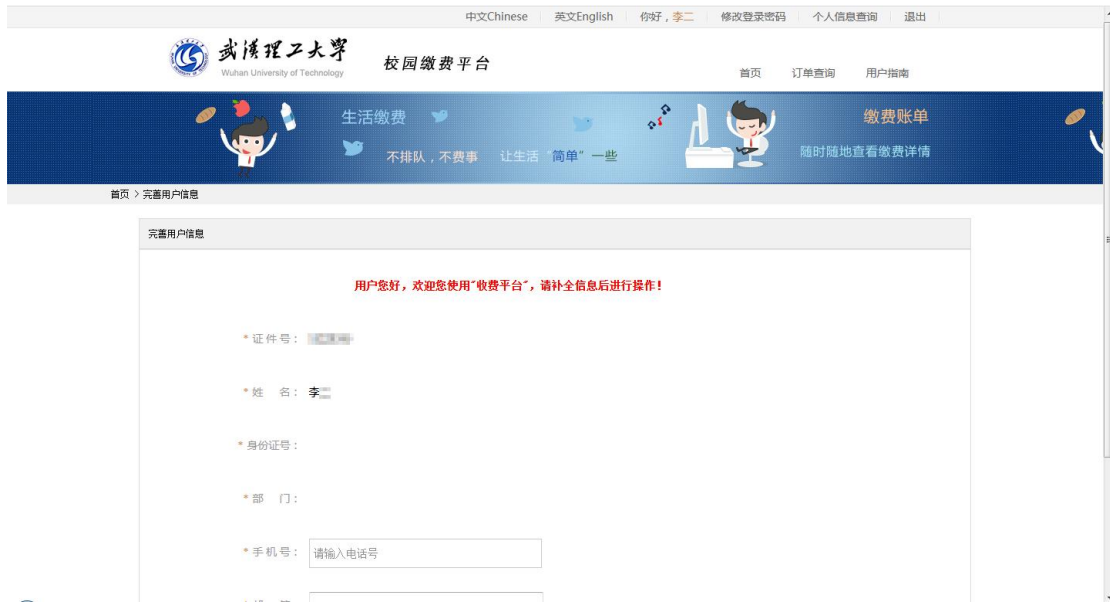 中文Chinese 英文English 你好，李二 修改登录密码 个人信息查询 退出
武汉理工大学 校园缴费平台
Wuhan University of Technology
首页 订单查询 用户指南
生活缴费
不排队，不费事 让生活“简单”一些
缴费账单
随时随地查看缴费详情
首页 > 完善用户信息
完善用户信息
用户您好，欢迎您使用"收费平台"，请补全信息后进行操作！
*证件号：
*姓 名：李
*身份证号：
*部 门：
*手机号：请输入电话号